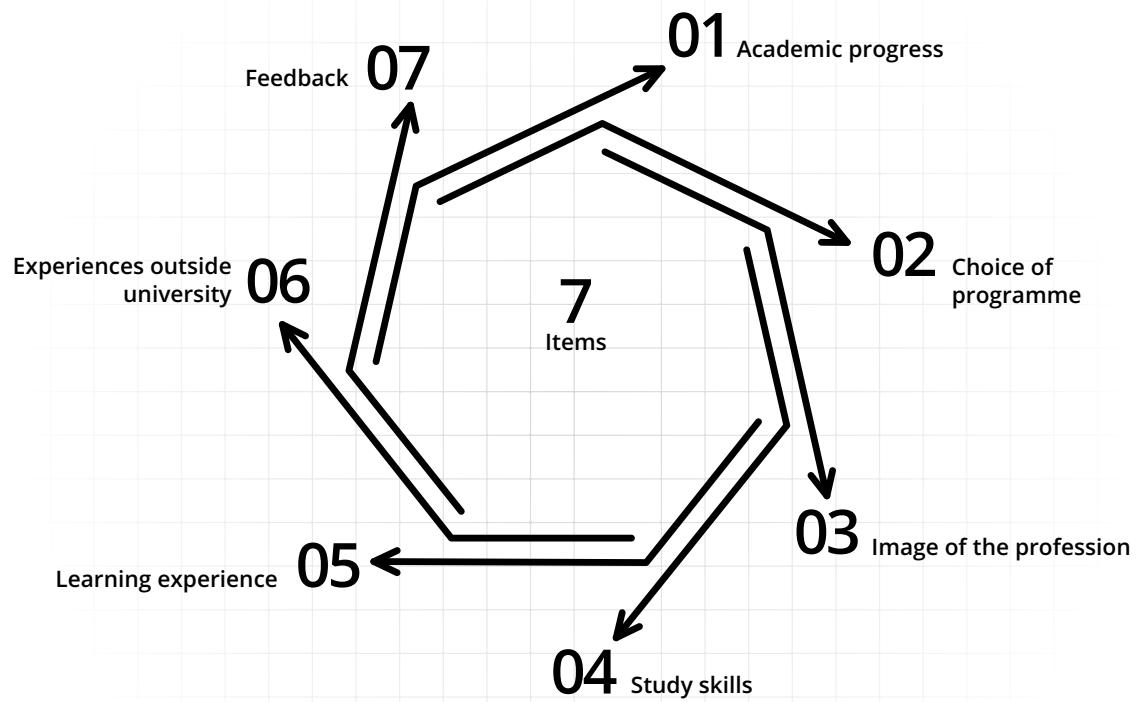 01 Academic progress
02 Choice of
programme
03 Image of the profession
04 Study skills
Learning experience 05
Experiences outside
university 06
Feedback 07
7
Items